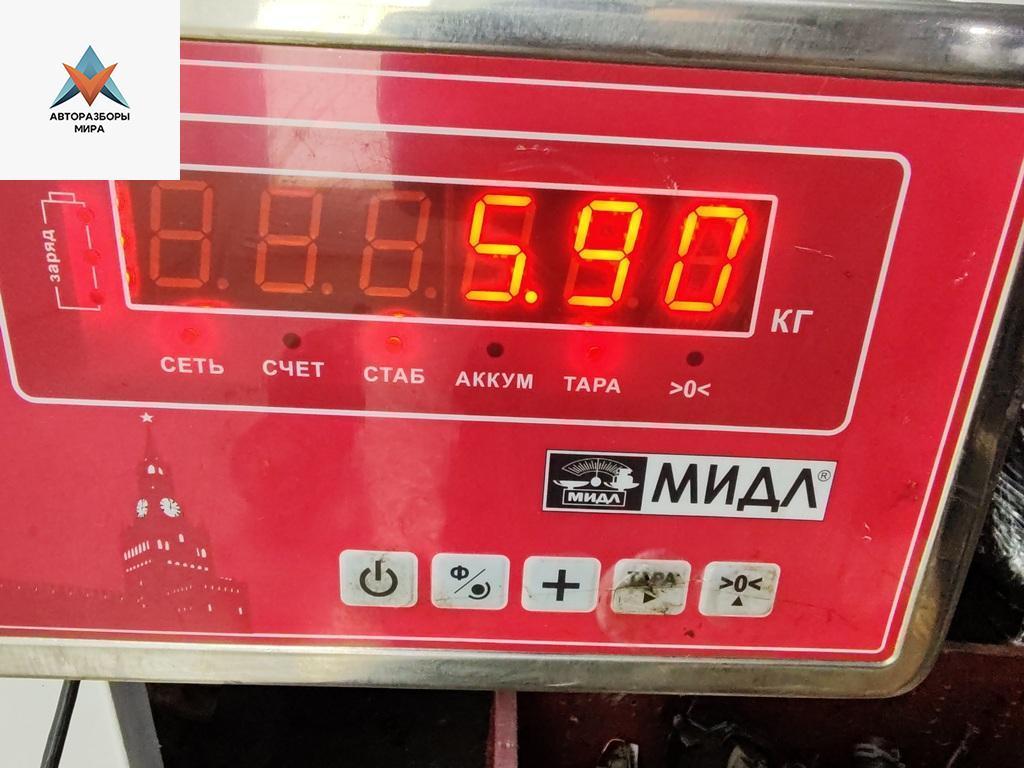 АВТОРАЗБОРЫ
МИРА
заряд
5.90
КГ
СЕТЬ СЧЕТ СТАБ АККУМ ТАРА >0<
МИДЛ МИДЛ®
Ф
ТАРА >0<